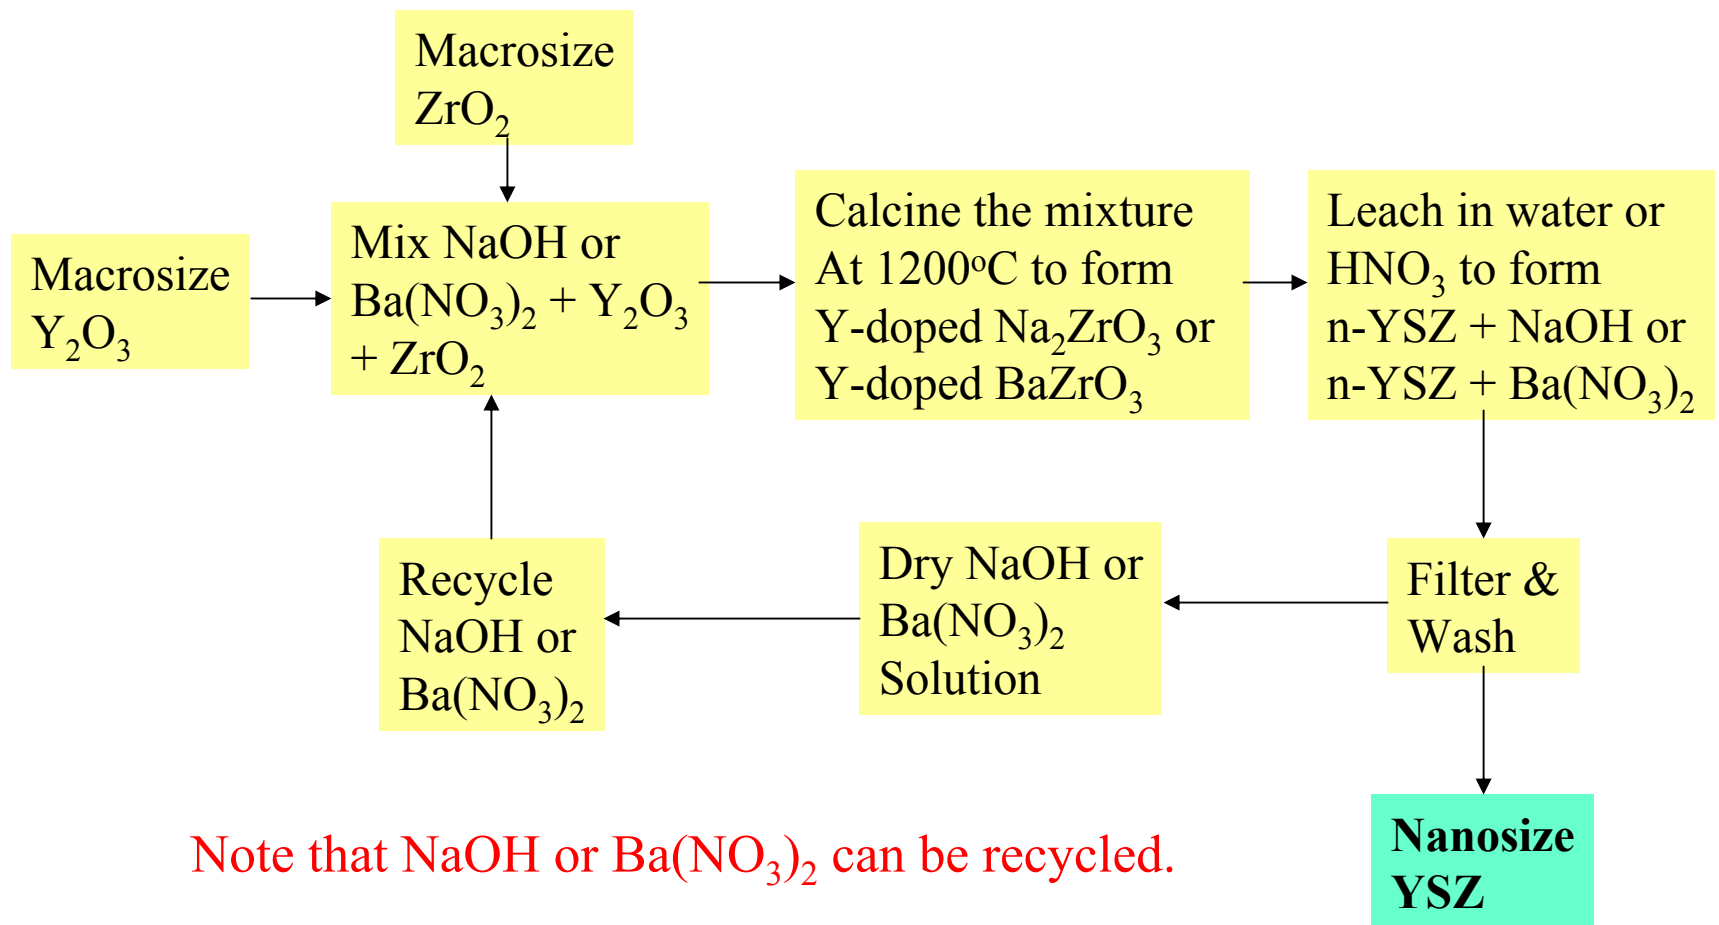 Macrosize
ZrO₂
Macrosize
Y₂O₃
Mix NaOH or
Ba(NO₃)₂ + Y₂O₃
+ ZrO₂
Calcine the mixture
At 1200ᵒC to form
Y-doped Na₂ZrO₃ or
Y-doped BaZrO₃
Leach in water or
HNO₃ to form
n-YSZ + NaOH or
n-YSZ + Ba(NO₃)₂
Filter &
Wash
Dry NaOH or
Ba(NO₃)₂
Solution
Recycle
NaOH or
Ba(NO₃)₂
Nanosize
YSZ
Note that NaOH or Ba(NO₃)₂ can be recycled.